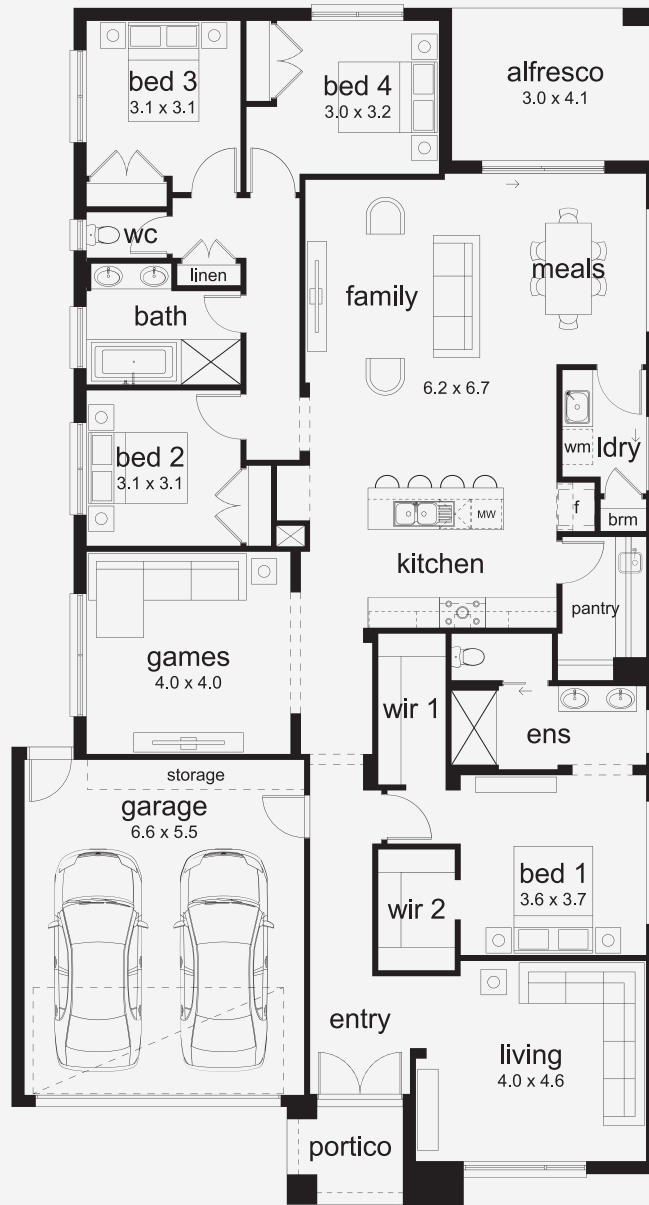 bed 3
3.1 x 3.1
bed 4
3.0 x 3.2
alfresco
3.0 x 4.1
wc
linen
bath
family
meals
6.2 x 6.7
bed 2
3.1 x 3.1
wm
ldry
f
brm
MW
kitchen
pantry
games
4.0 x 4.0
wir 1
ens
storage
garage
6.6 x 5.5
bed 1
3.6 x 3.7
wir 2
entry
living
4.0 x 4.6
portico